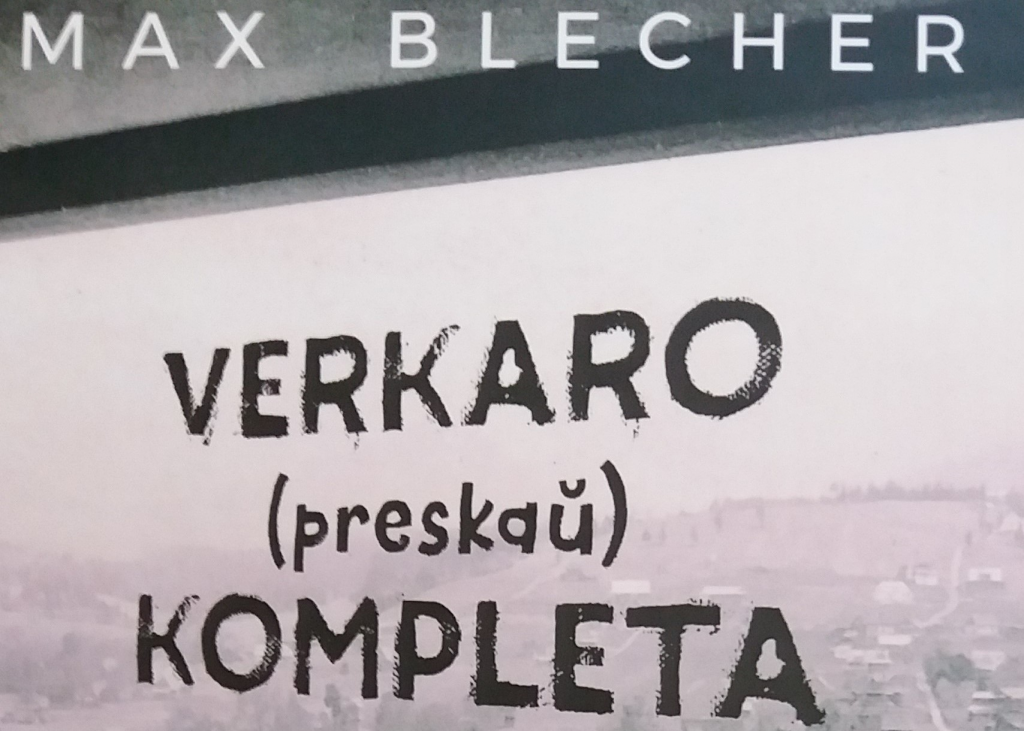 MAX BLECHER
VERKARO
(preskaŭ)
KOMPLETA